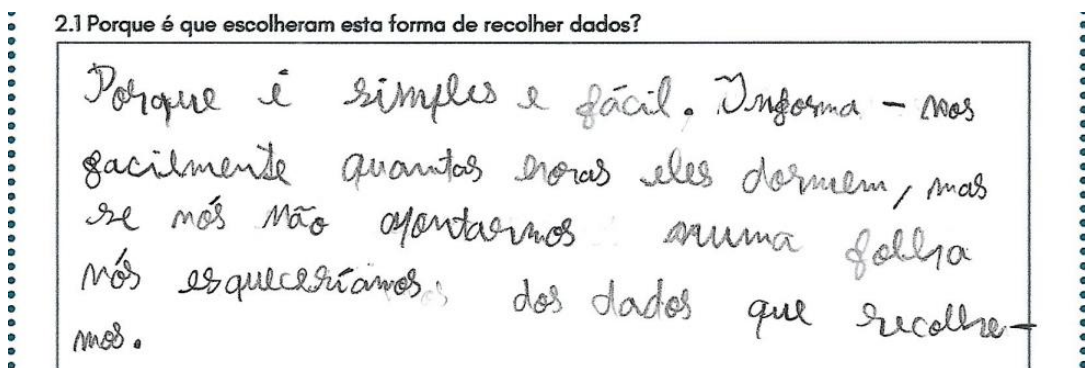 2.1 Porque é que escolheram esta forma de recolher dados?
Porque é simples e fácil. Informa-nos
facilmente quantas horas eles dormem, mas
se nós não apontarmos numa folha
nós esqueceríamos dos dados que recolhe-
mos.